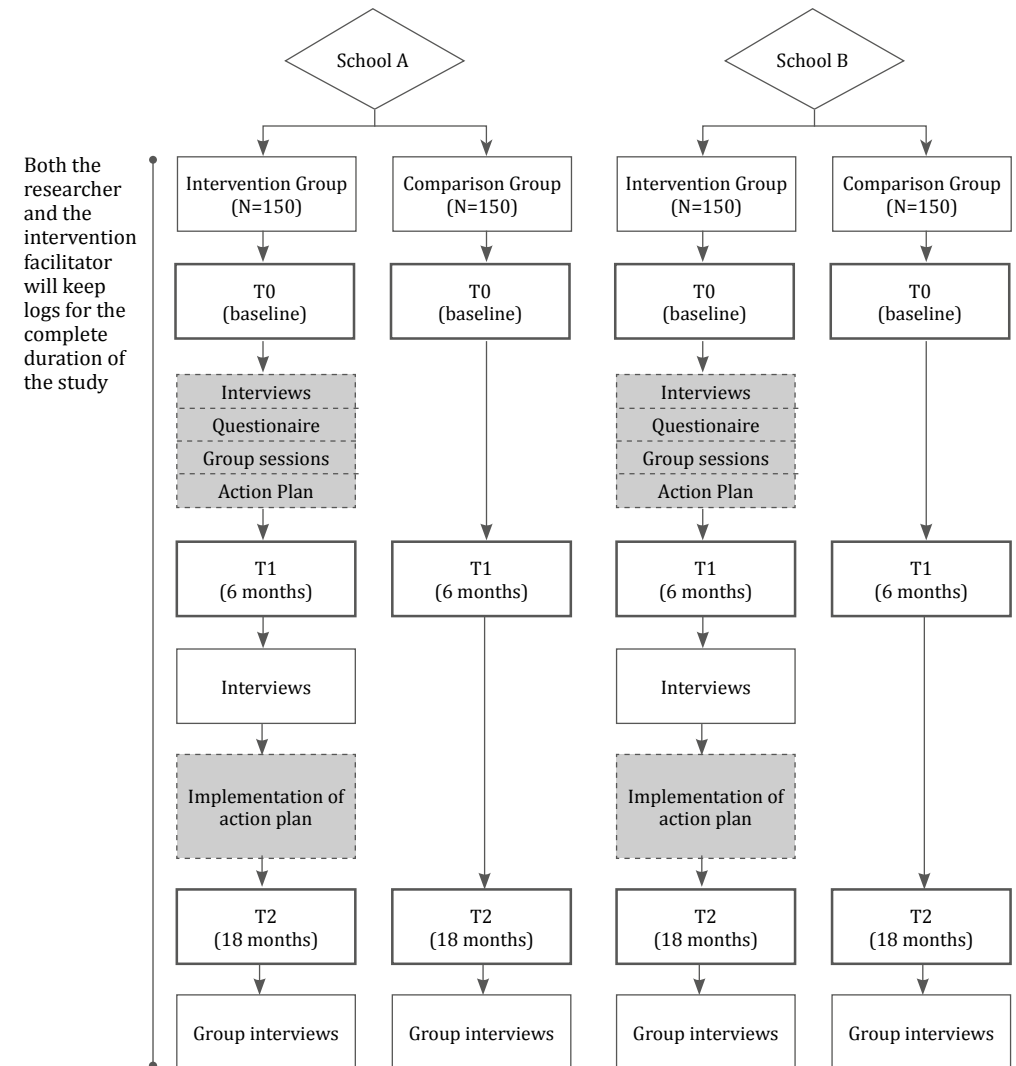 School A
School B
Both the
researcher
and the
intervention
facilitator
will keep
logs for the
complete
duration of
the study
Intervention Group
(N=150)
Comparison Group
(N=150)
Intervention Group
(N=150)
Comparison Group
(N=150)
T0
(baseline)
T0
(baseline)
T0
(baseline)
T0
(baseline)
Interviews
Questionaire
Group sessions
Action Plan
Interviews
Questionaire
Group sessions
Action Plan
T1
(6 months)
T1
(6 months)
T1
(6 months)
T1
(6 months)
Interviews
Interviews
Implementation of
action plan
Implementation of
action plan
T2
(18 months)
T2
(18 months)
T2
(18 months)
T2
(18 months)
Group interviews
Group interviews
Group interviews
Group interviews